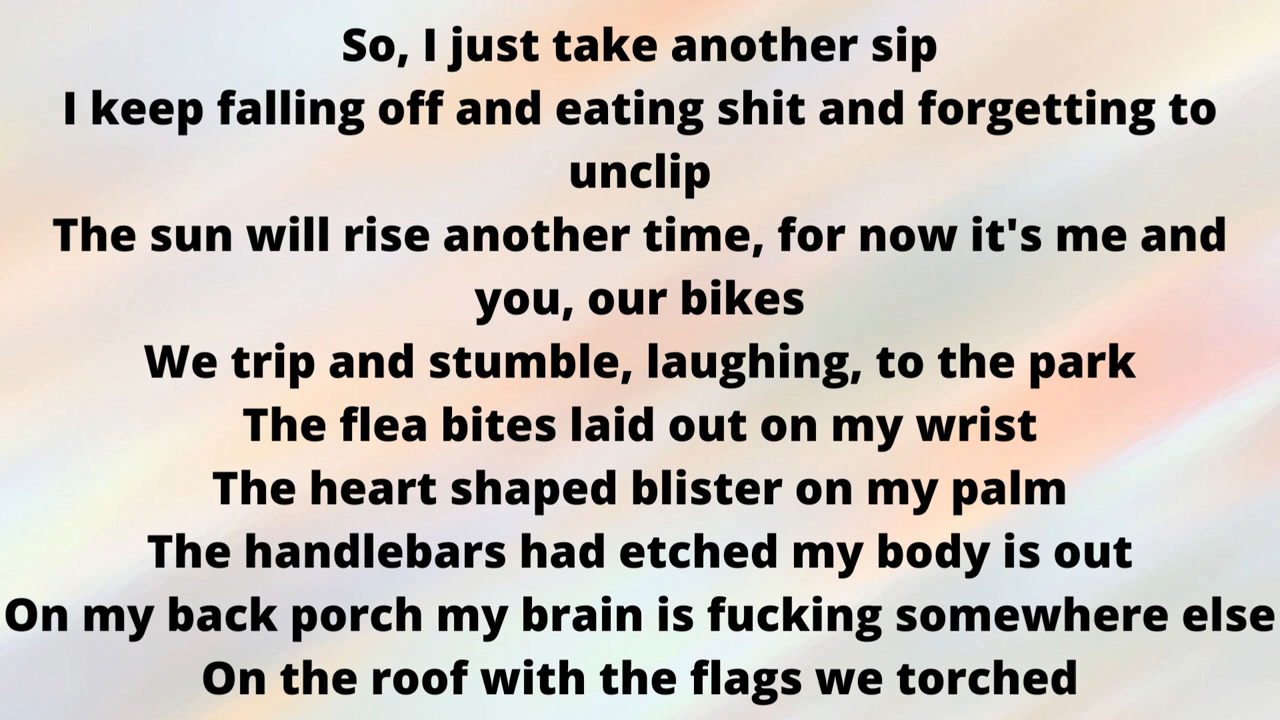 So, I just take another sip
I keep falling off and eating shit and forgetting to
unclip
The sun will rise another time, for now it's me and
you, our bikes
We trip and stumble, laughing, to the park
The flea bites laid out on my wrist
The heart shaped blister on my palm
The handlebars had etched my body is out
On my back porch my brain is fucking somewhere else
On the roof with the flags we torched